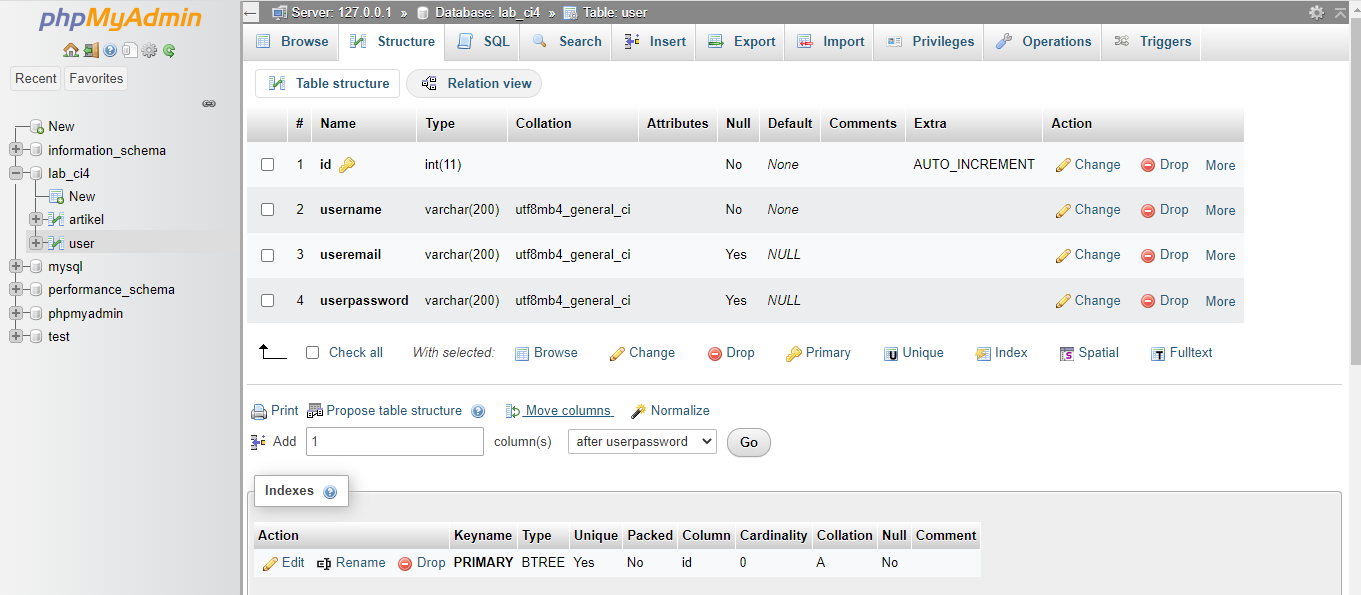 phpMyAdmin
Recent Favorites
New
information_schema
lab_ci4
New
artikel
user
mysql
performance_schema
phpmyadmin
test
Server: 127.0.0.1 » Database: lab_ci4 » Table: user
Browse Structure SQL Search Insert Export Import Privileges Operations Triggers
Table structure Relation view
# Name Type Collation Attributes Null Default Comments Extra Action
1 id int(11) No None AUTO_INCREMENT Change Drop More
2 username varchar(200) utf8mb4_general_ci No None Change Drop More
3 useremail varchar(200) utf8mb4_general_ci Yes NULL Change Drop More
4 userpassword varchar(200) utf8mb4_general_ci Yes NULL Change Drop More
Check all With selected: Browse Change Drop Primary Unique Index Spatial Fulltext
Print Propose table structure Move columns Normalize
Add 1 column(s) after userpassword Go
Indexes
Action Keyname Type Unique Packed Column Cardinality Collation Null Comment
Edit Rename Drop PRIMARY BTREE Yes No id 0 A No